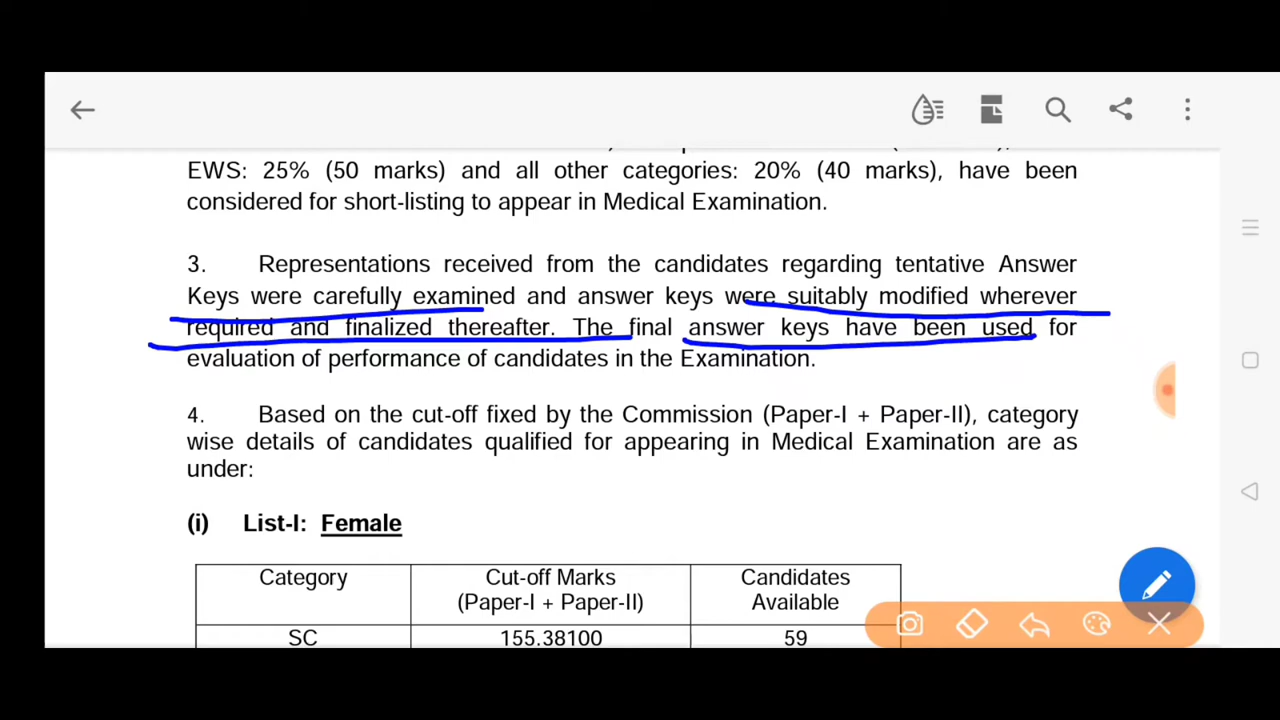 EWS: 25% (50 marks) and all other categories: 20% (40 marks), have been
considered for short-listing to appear in Medical Examination.
3. Representations received from the candidates regarding tentative Answer
Keys were carefully examined and answer keys were suitably modified wherever
required and finalized thereafter. The final answer keys have been used for
evaluation of performance of candidates in the Examination.
4. Based on the cut-off fixed by the Commission (Paper-I + Paper-II), category
wise details of candidates qualified for appearing in Medical Examination are as
under:
(i) List-I: Female
Category Cut-off Marks Candidates
(Paper-I + Paper-II) Available
SC 155.38100 59